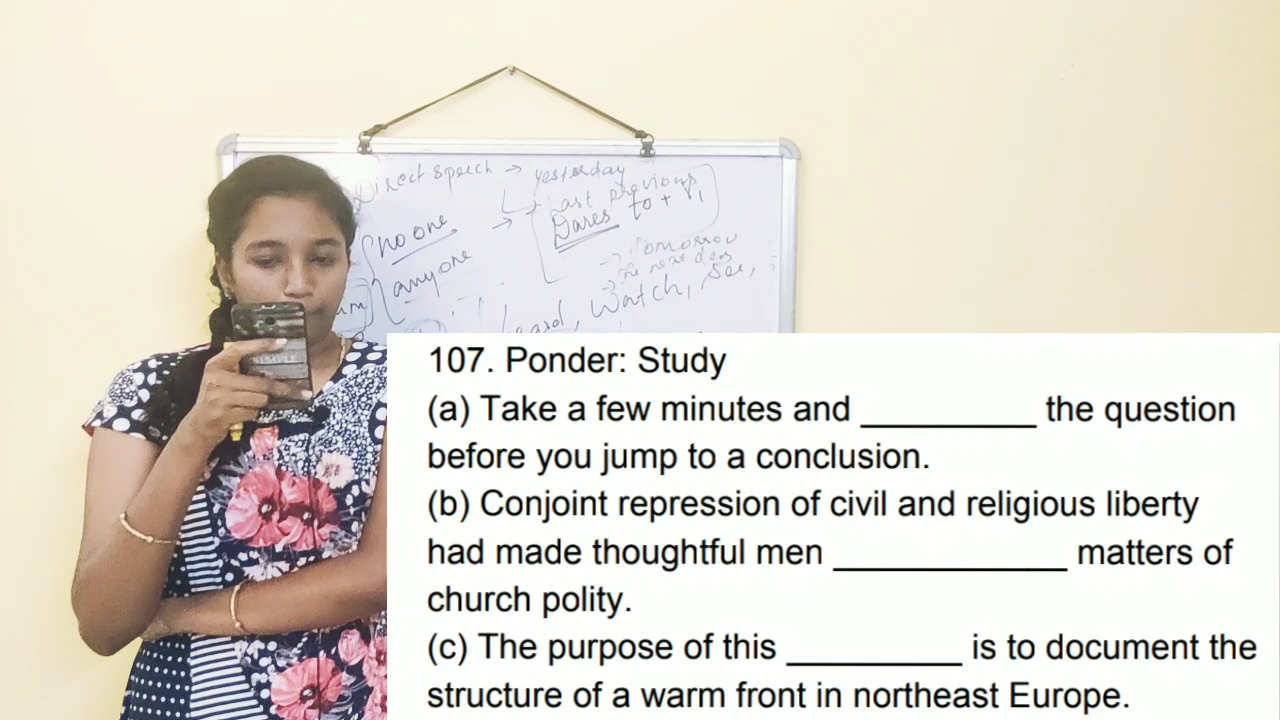 Direct speech → yesterday
Last previous
no one → Dares to + V1
anyone → Tomorrow
→ the next day
heard, Watch, See,
SIMPLE
107. Ponder: Study
(a) Take a few minutes and __________ the question
before you jump to a conclusion.
(b) Conjoint repression of civil and religious liberty
had made thoughtful men _____________ matters of
church polity.
(c) The purpose of this __________ is to document the
structure of a warm front in northeast Europe.